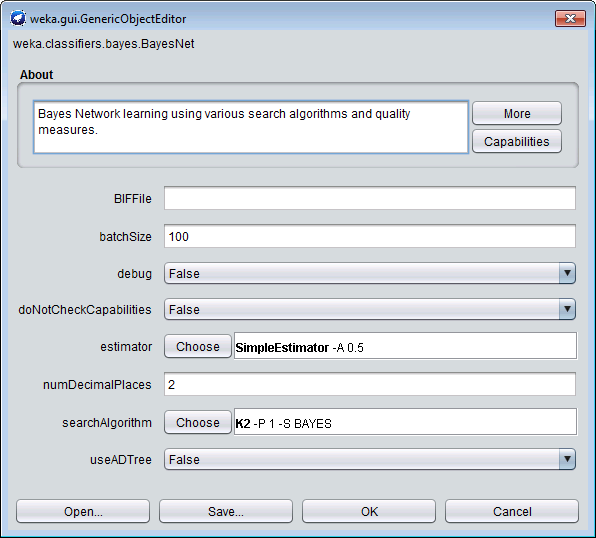 weka.gui.GenericObjectEditor
weka.classifiers.bayes.BayesNet
About
Bayes Network learning using various search algorithms and quality
measures.
More
Capabilities
BIFFile
batchSize 100
debug False
doNotCheckCapabilities False
estimator Choose SimpleEstimator -A 0.5
numDecimalPlaces 2
searchAlgorithm Choose K2 -P 1 -S BAYES
useADTree False
Open... Save... OK Cancel